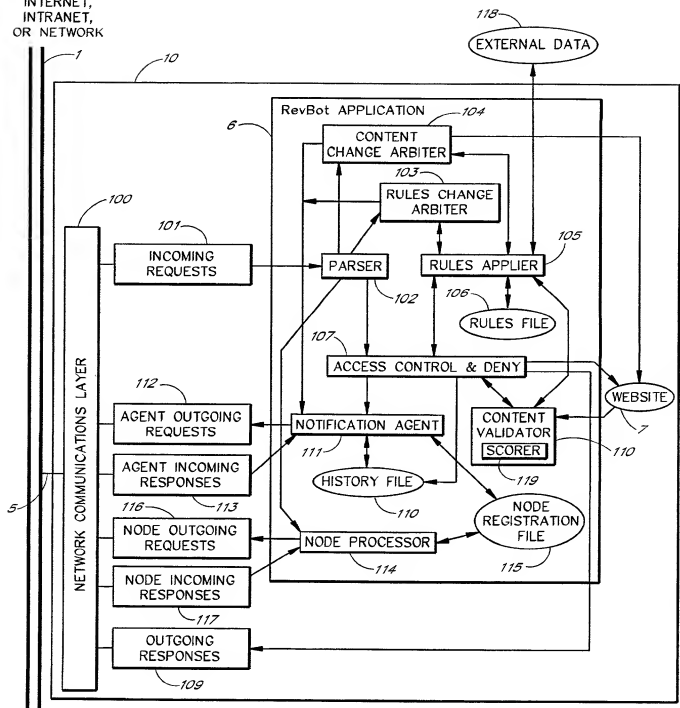 INTERNET,
INTRANET,
OR NETWORK
1
10
118
EXTERNAL DATA
6
RevBot APPLICATION
104
CONTENT
CHANGE ARBITER
103
RULES CHANGE
ARBITER
100
NETWORK COMMUNICATIONS LAYER
101
INCOMING
REQUESTS
PARSER
102
RULES APPLIER
105
106
RULES FILE
107
ACCESS CONTROL & DENY
WEBSITE
7
112
AGENT OUTGOING
REQUESTS
NOTIFICATION AGENT
111
CONTENT
VALIDATOR
SCORER
110
119
AGENT INCOMING
RESPONSES
113
5
HISTORY FILE
110
116
NODE OUTGOING
REQUESTS
NODE PROCESSOR
114
NODE
REGISTRATION
FILE
115
NODE INCOMING
RESPONSES
117
OUTGOING
RESPONSES
109